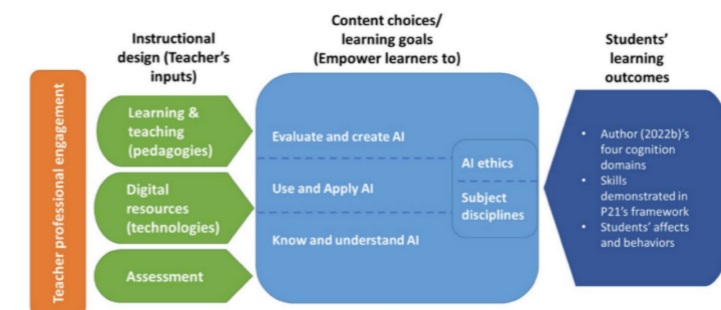 Instructional
design (Teacher's
inputs)
Content choices/
learning goals
(Empower learners to)
Students'
learning
outcomes
Teacher professional engagement
Learning &
teaching
(pedagogies)
Digital
resources
(technologies)
Assessment
Evaluate and create AI
Use and Apply AI
Know and understand AI
AI ethics
Subject
disciplines
• Author (2022b)'s
four cognition
domains
• Skills
demonstrated in
P21's framework
• Students' affects
and behaviors